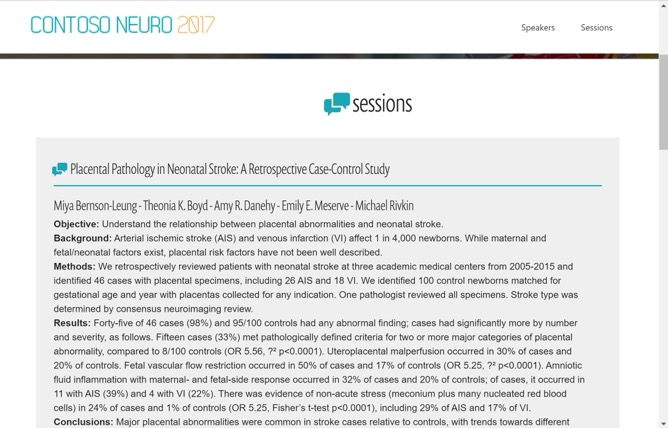 CONTOSO NEURO 2017
Speakers
Sessions
sessions
Placental Pathology in Neonatal Stroke: A Retrospective Case-Control Study
Miya Bernson-Leung - Theonia K. Boyd - Amy R. Danehy - Emily E. Meserve - Michael Rivkin
Objective: Understand the relationship between placental abnormalities and neonatal stroke.
Background: Arterial ischemic stroke (AIS) and venous infarction (VI) affect 1 in 4,000 newborns. While maternal and
fetal/neonatal factors exist, placental risk factors have not been well described.
Methods: We retrospectively reviewed patients with neonatal stroke at three academic medical centers from 2005-2015 and
identified 46 cases with placental specimens, including 26 AIS and 18 VI. We identified 100 control newborns matched for
gestational age and year with placentas collected for any indication. One pathologist reviewed all specimens. Stroke type was
determined by consensus neuroimaging review.
Results: Forty-five of 46 cases (98%) and 95/100 controls had any abnormal finding; cases had significantly more by number
and severity, as follows. Fifteen cases (33%) met pathologically defined criteria for two or more major categories of placental
abnormality, compared to 8/100 controls (OR 5.56, ?² p<0.0001). Uteroplacental malperfusion occurred in 30% of cases and
20% of controls. Fetal vascular flow restriction occurred in 50% of cases and 17% of controls (OR 5.25, ?² p<0.0001). Amniotic
fluid inflammation with maternal- and fetal-side response occurred in 32% of cases and 20% of controls; of cases, it occurred in
11 with AIS (39%) and 4 with VI (22%). There was evidence of non-acute stress (meconium plus many nucleated red blood
cells) in 24% of cases and 1% of controls (OR 5.25, Fisher's t-test p<0.0001), including 29% of AIS and 17% of VI.
Conclusions: Major placental abnormalities were common in stroke cases relative to controls, with trends towards different